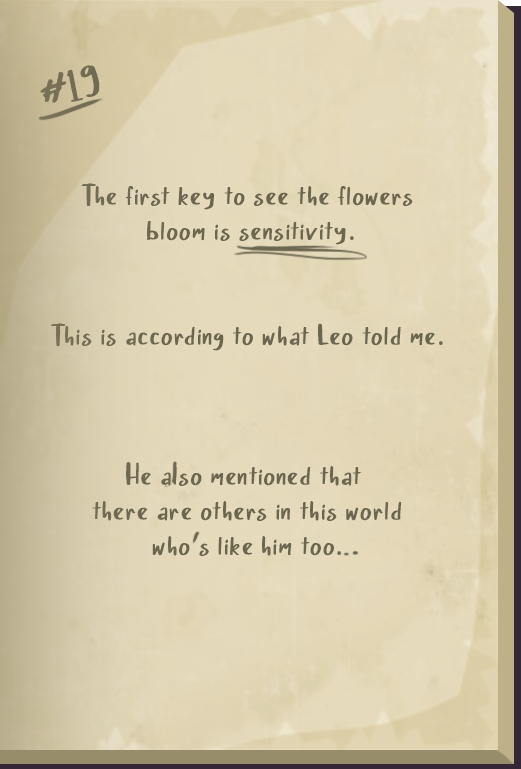 #19
The first key to see the flowers
bloom is sensitivity.
This is according to what Leo told me.
He also mentioned that
there are others in this world
who's like him too...